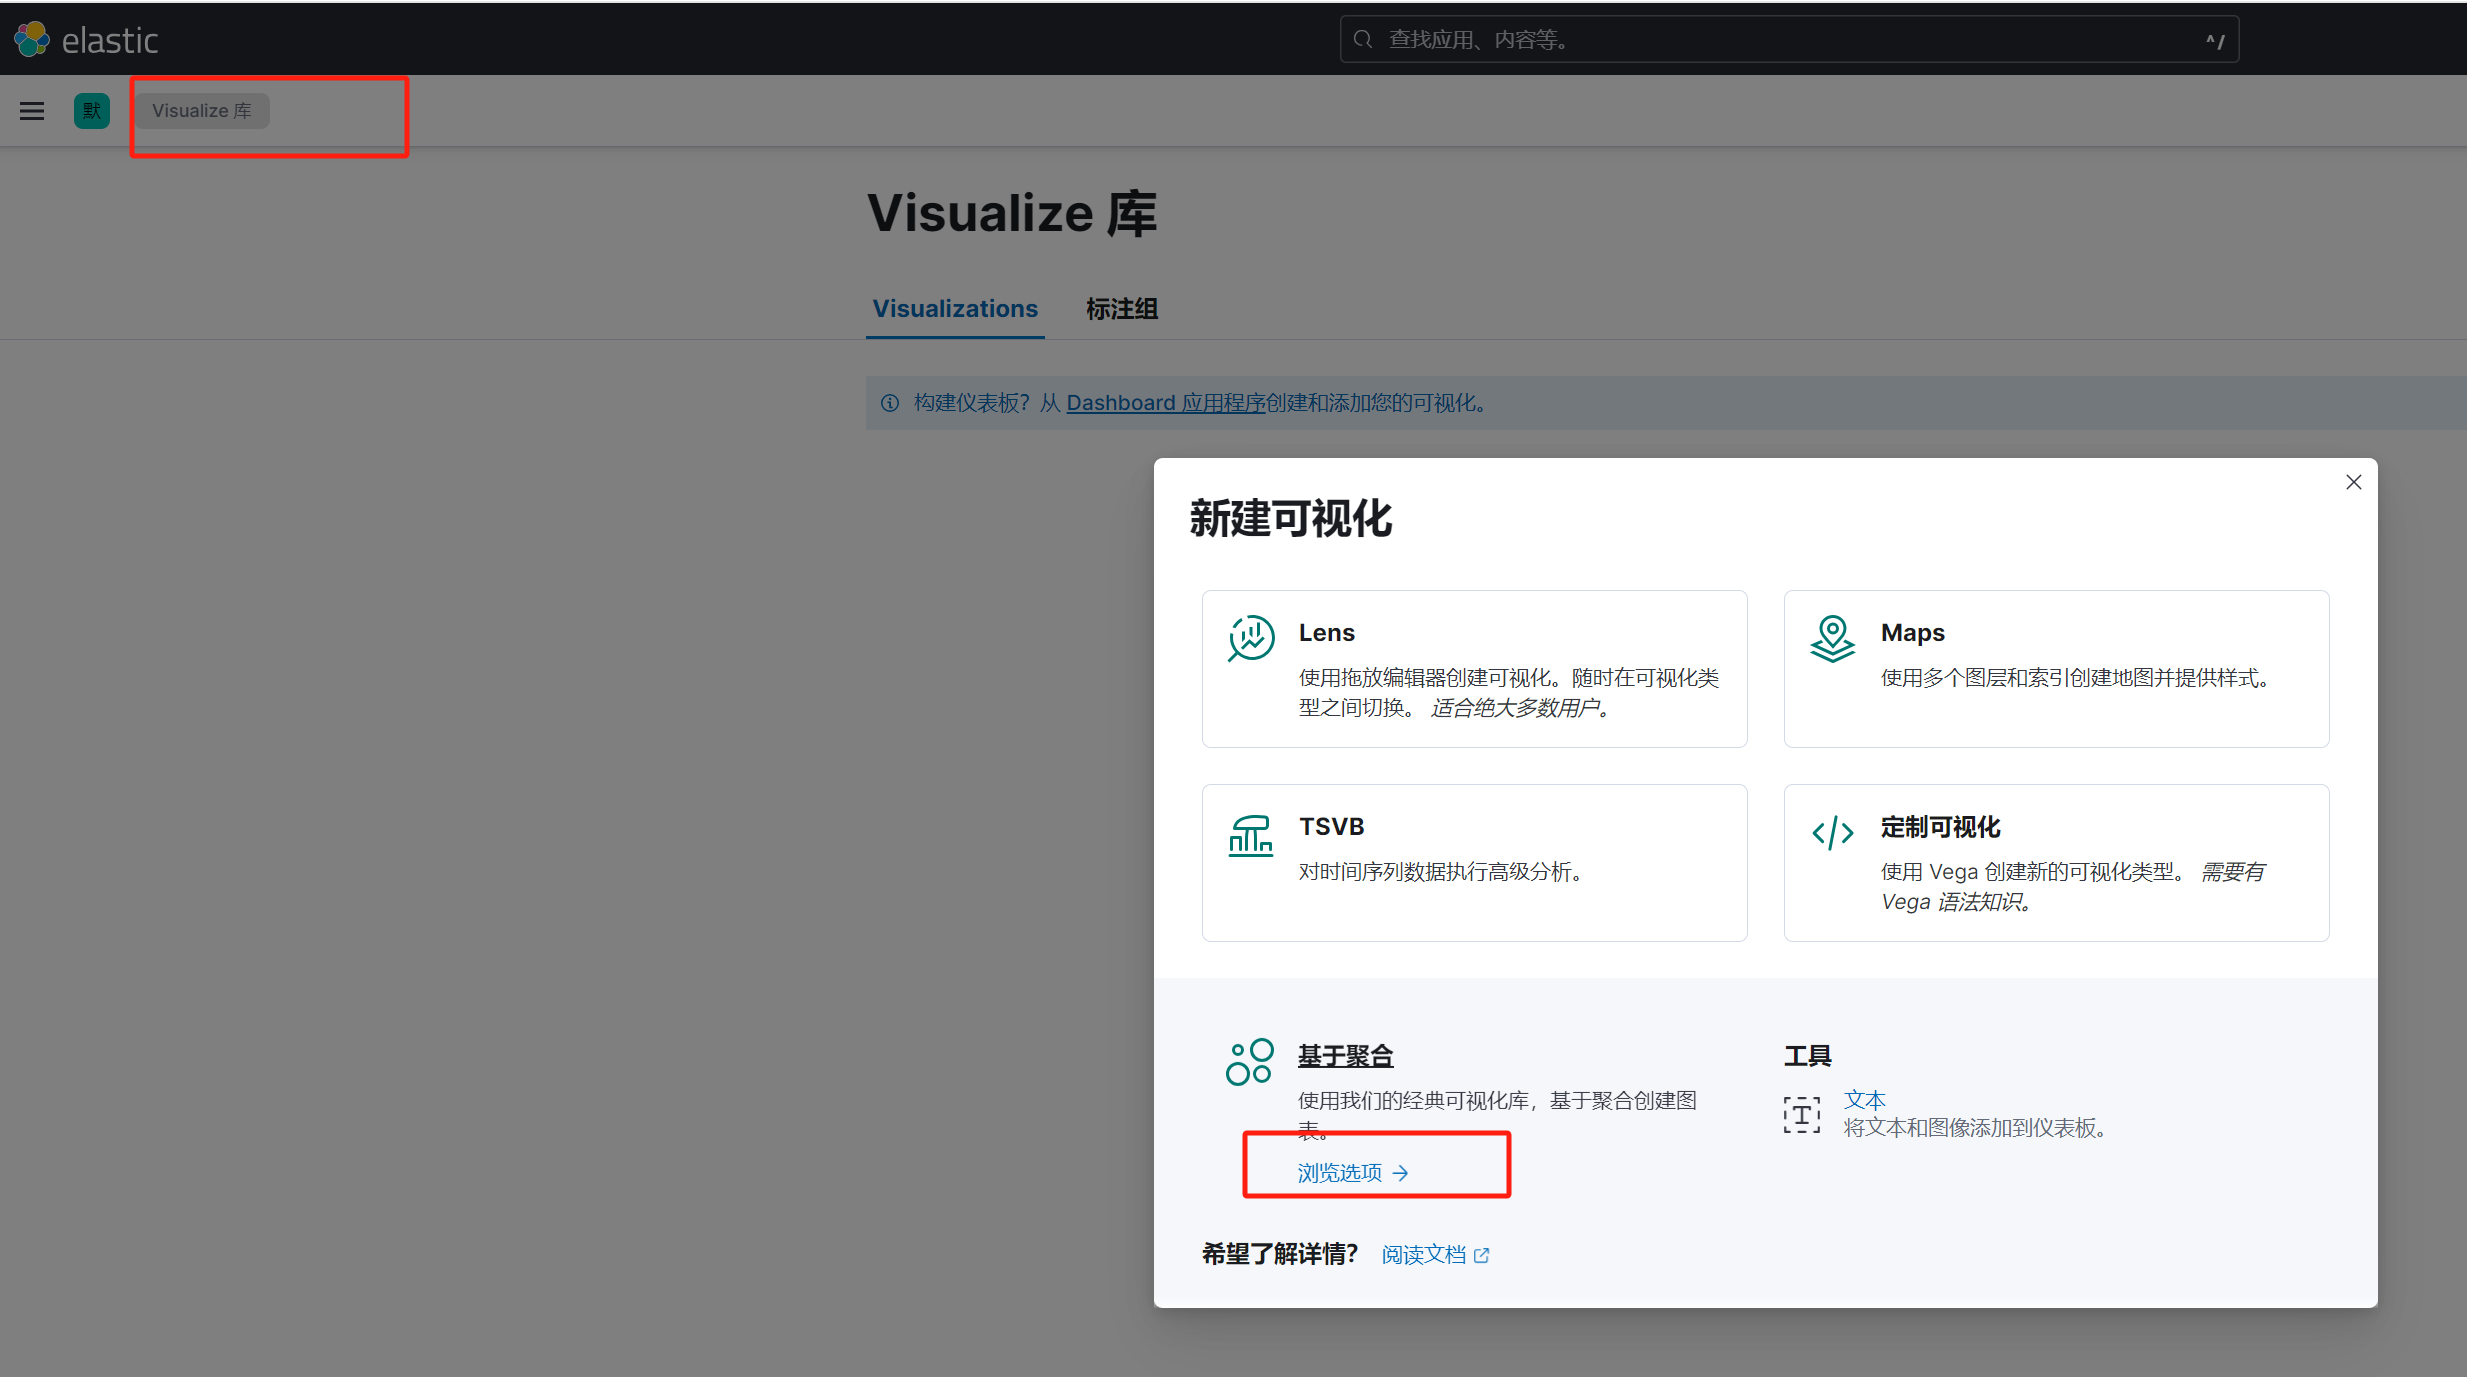 elastic
查找应用、内容等。
^/
默
Visualize 库
Visualize 库
Visualizations
标注组
构建仪表板？从 Dashboard 应用程序创建和添加您的可视化。
新建可视化
Lens
使用拖放编辑器创建可视化。随时在可视化类
型之间切换。 适合绝大多数用户。
Maps
使用多个图层和索引创建地图并提供样式。
TSVB
对时间序列数据执行高级分析。
定制可视化
使用 Vega 创建新的可视化类型。 需要有
Vega 语法知识。
基于聚合
使用我们的经典可视化库，基于聚合创建图
表。
浏览选项
工具
文本
将文本和图像添加到仪表板。
希望了解详情？ 阅读文档